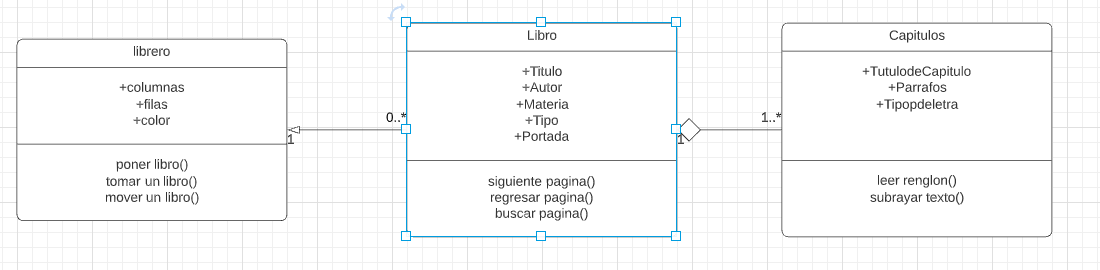 librero
+columnas
+filas
+color
poner libro()
tomar un libro()
mover un libro()
1
0..*
Libro
+Titulo
+Autor
+Materia
+Tipo
+Portada
siguiente pagina()
regresar pagina()
buscar pagina()
1
1..*
Capitulos
+TutulodeCapitulo
+Parrafos
+Tipopdeletra
leer renglon()
subrayar texto()